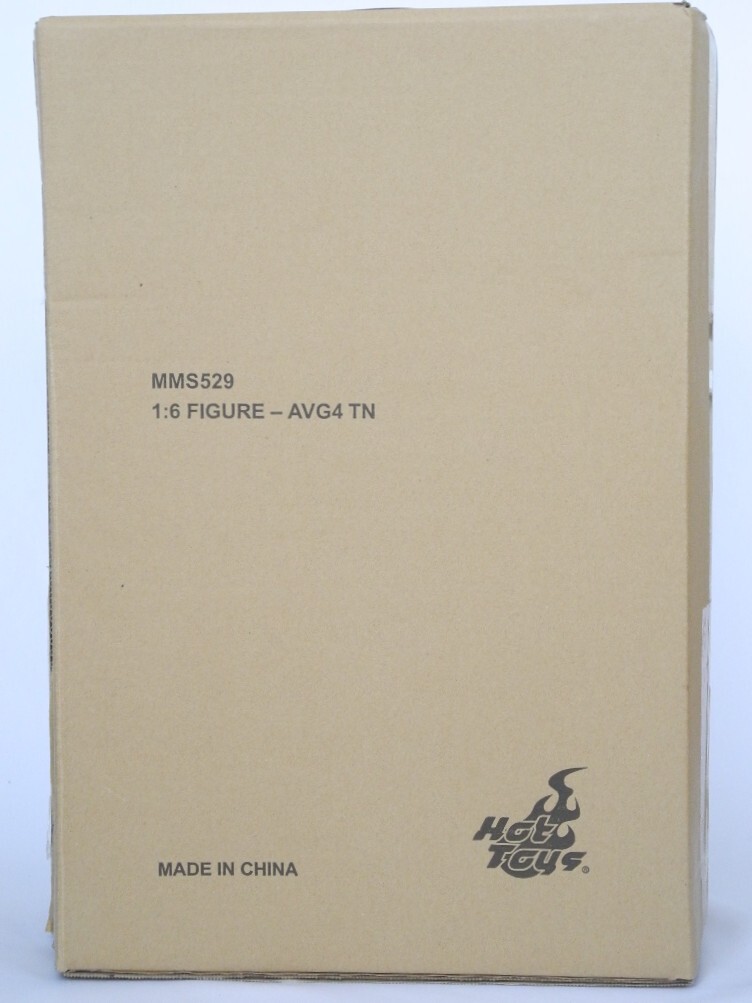 MMS529
1:6 FIGURE – AVG4 TN
MADE IN CHINA
Hot
Toys®